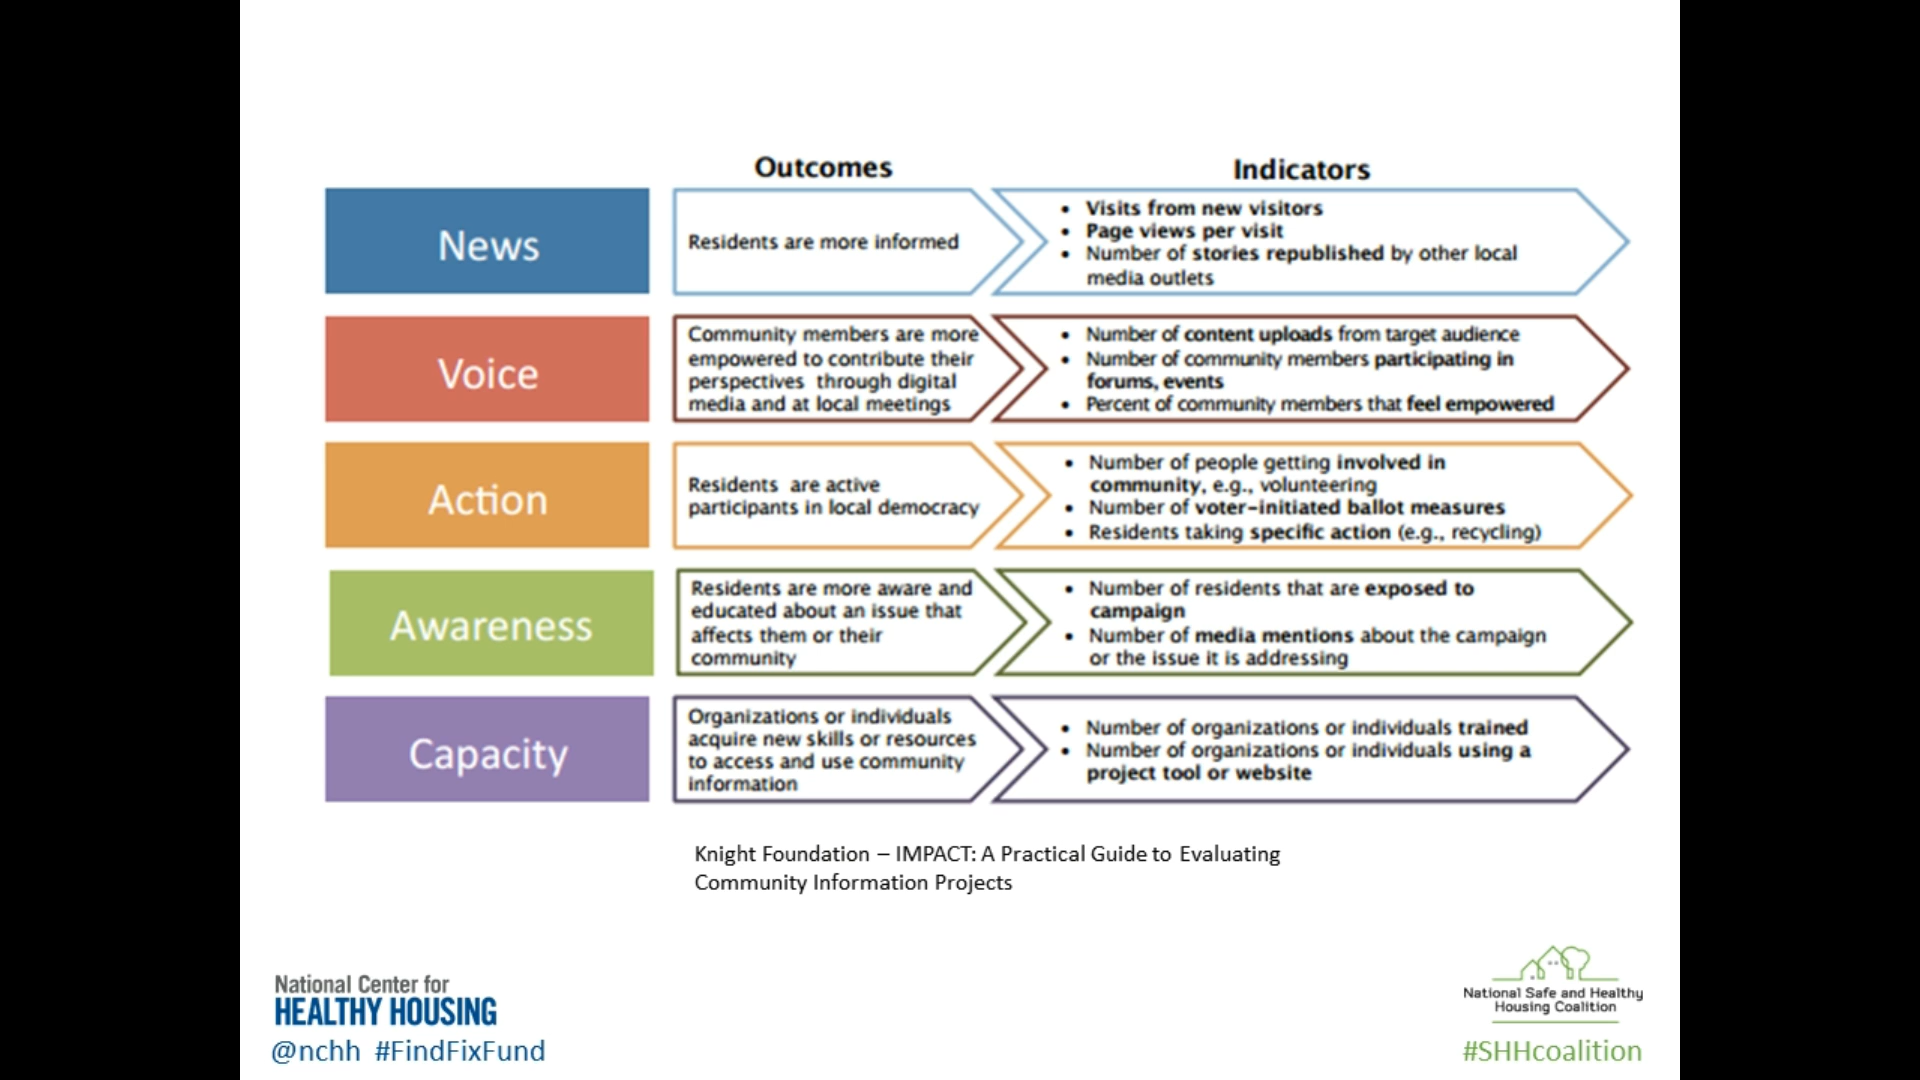 Outcomes
Indicators
News
Residents are more informed
• Visits from new visitors
• Page views per visit
• Number of stories republished by other local
media outlets
Voice
Community members are more
empowered to contribute their
perspectives through digital
media and at local meetings
• Number of content uploads from target audience
• Number of community members participating in
forums, events
• Percent of community members that feel empowered
Action
Residents are active
participants in local democracy
• Number of people getting involved in
community, e.g., volunteering
• Number of voter-initiated ballot measures
• Residents taking specific action (e.g., recycling)
Awareness
Residents are more aware and
educated about an issue that
affects them or their
community
• Number of residents that are exposed to
campaign
• Number of media mentions about the campaign
or the issue it is addressing
Capacity
Organizations or individuals
acquire new skills or resources
to access and use community
information
• Number of organizations or individuals trained
• Number of organizations or individuals using a
project tool or website
Knight Foundation – IMPACT: A Practical Guide to Evaluating
Community Information Projects
National Center for
HEALTHY HOUSING
@nchh #FindFixFund
National Safe and Healthy
Housing Coalition
#SHHcoalition